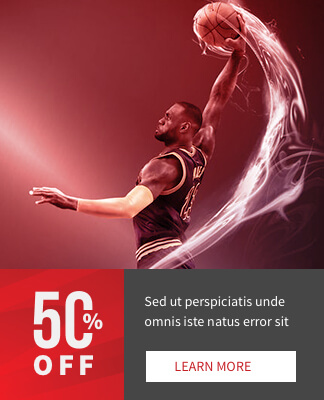 50%
OFF
Sed ut perspiciatis unde
omnis iste natus error sit
LEARN MORE